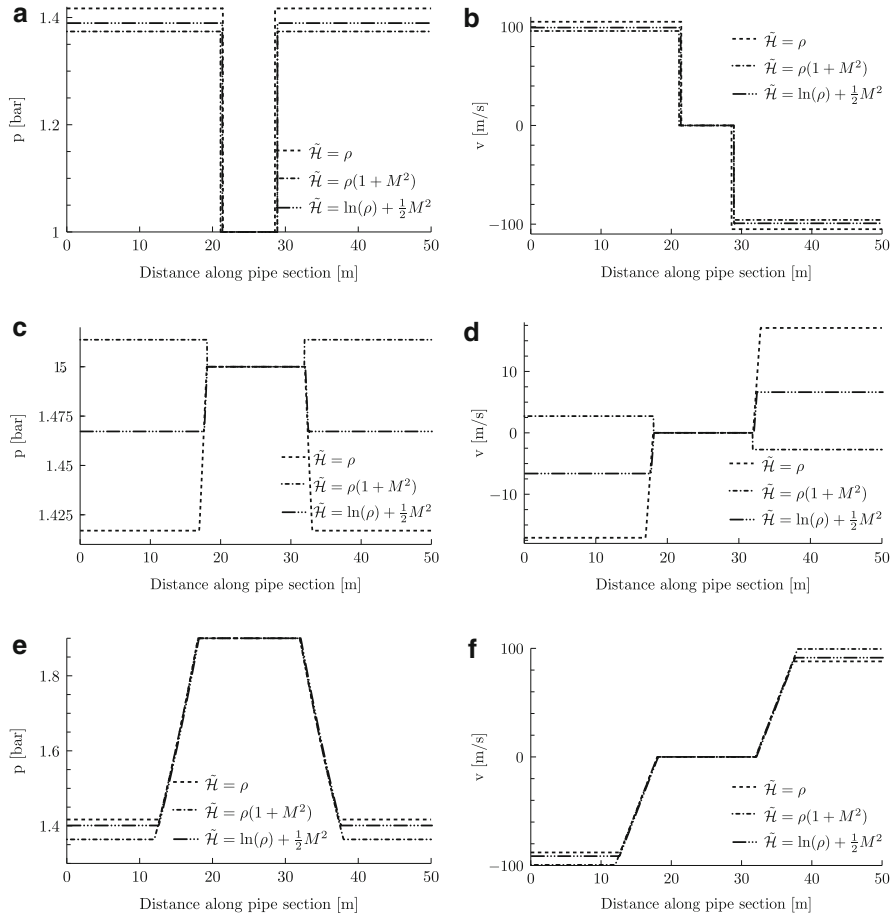 a
1.4
1.2
1
p [bar]
H̃ = ρ
H̃ = ρ(1+M²)
H̃ = ln(ρ) + ½M²
0 10 20 30 40 50
Distance along pipe section [m]
b
100
0
−100
v [m/s]
H̃ = ρ
H̃ = ρ(1+M²)
H̃ = ln(ρ) + ½M²
0 10 20 30 40 50
Distance along pipe section [m]
c
15
1.475
1.45
1.425
p [bar]
H̃ = ρ
H̃ = ρ(1+M²)
H̃ = ln(ρ) + ½M²
0 10 20 30 40 50
Distance along pipe section [m]
d
10
0
−10
v [m/s]
H̃ = ρ
H̃ = ρ(1+M²)
H̃ = ln(ρ) + ½M²
0 10 20 30 40 50
Distance along pipe section [m]
e
1.8
1.6
1.4
p [bar]
H̃ = ρ
H̃ = ρ(1+M²)
H̃ = ln(ρ) + ½M²
0 10 20 30 40 50
Distance along pipe section [m]
f
100
0
−100
v [m/s]
H̃ = ρ
H̃ = ρ(1+M²)
H̃ = ln(ρ) + ½M²
0 10 20 30 40 50
Distance along pipe section [m]